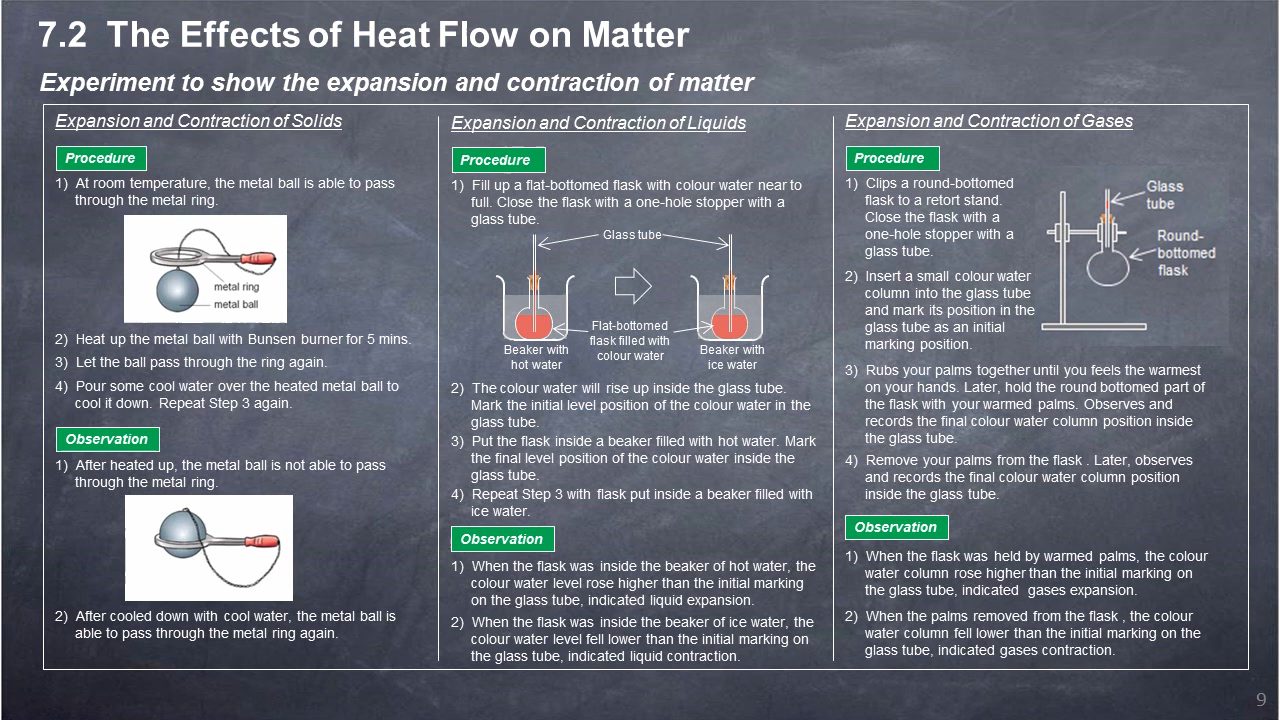 7.2 The Effects of Heat Flow on Matter
Experiment to show the expansion and contraction of matter
Expansion and Contraction of Solids
Procedure
1) At room temperature, the metal ball is able to pass
through the metal ring.
metal ring
metal ball
2) Heat up the metal ball with Bunsen burner for 5 mins.
3) Let the ball pass through the ring again.
4) Pour some cool water over the heated metal ball to
cool it down. Repeat Step 3 again.
Observation
1) After heated up, the metal ball is not able to pass
through the metal ring.
2) After cooled down with cool water, the metal ball is
able to pass through the metal ring again.
Expansion and Contraction of Liquids
Procedure
1) Fill up a flat-bottomed flask with colour water near to
full. Close the flask with a one-hole stopper with a
glass tube.
Glass tube
Flat-bottomed
flask filled with
colour water
Beaker with
hot water
Beaker with
ice water
2) The colour water will rise up inside the glass tube.
Mark the initial level position of the colour water in the
glass tube.
3) Put the flask inside a beaker filled with hot water. Mark
the final level position of the colour water inside the
glass tube.
4) Repeat Step 3 with flask put inside a beaker filled with
ice water.
Observation
1) When the flask was inside the beaker of hot water, the
colour water level rose higher than the initial marking
on the glass tube, indicated liquid expansion.
2) When the flask was inside the beaker of ice water, the
colour water level fell lower than the initial marking on
the glass tube, indicated liquid contraction.
Expansion and Contraction of Gases
Procedure
1) Clips a round-bottomed
flask to a retort stand.
Close the flask with a
one-hole stopper with a
glass tube.
Glass
tube
Round-
bottomed
flask
2) Insert a small colour water
column into the glass tube
and mark its position in the
glass tube as an initial
marking position.
3) Rubs your palms together until you feels the warmest
on your hands. Later, hold the round bottomed part of
the flask with your warmed palms. Observes and
records the final colour water column position inside
the glass tube.
4) Remove your palms from the flask . Later, observes
and records the final colour water column position
inside the glass tube.
Observation
1) When the flask was held by warmed palms, the colour
water column rose higher than the initial marking on
the glass tube, indicated gases expansion.
2) When the palms removed from the flask , the colour
water column fell lower than the initial marking on the
glass tube, indicated gases contraction.
9